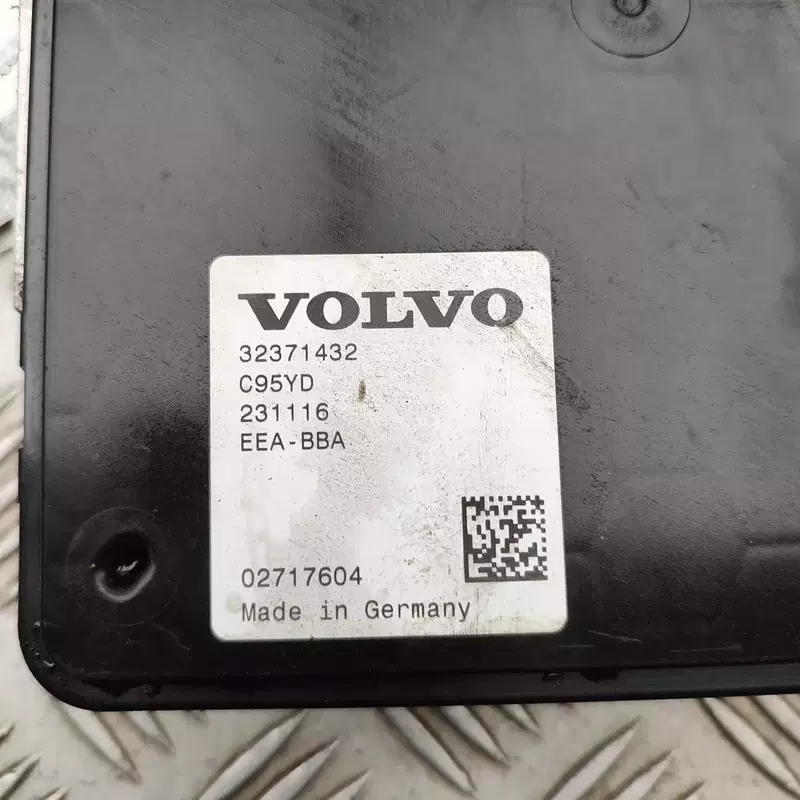 VOLVO
32371432
C95YD
231116
EEA-BBA
02717604
Made in Germany